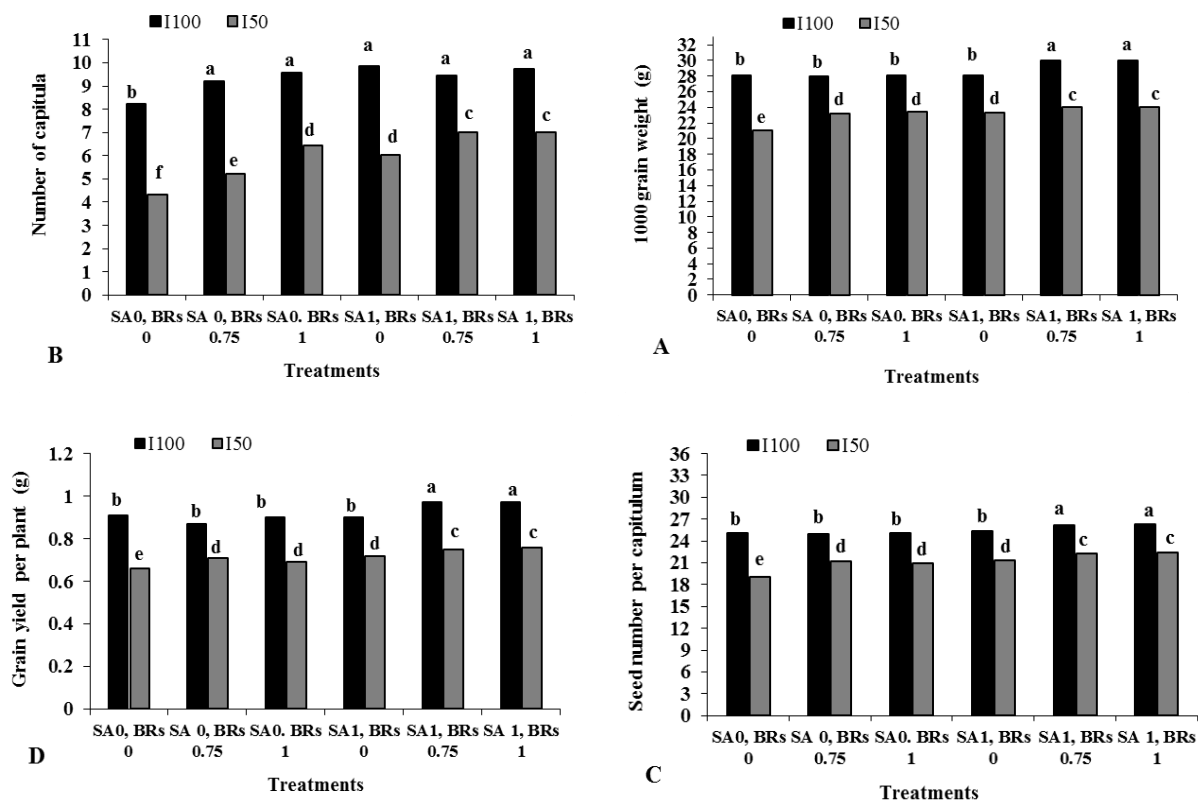 I100 I50
Number of capitula
11
10
9
8
7
6
5
4
3
2
1
0
b f a e a d a d a c a c
SA0, BRs SA 0, BRs SA0. BRs SA1, BRs SA1, BRs SA 1, BRs
0 0.75 1 0 0.75 1
B
Treatments
I100 I50
1000 grain weight (g)
32
30
28
26
24
22
20
18
16
14
12
10
8
6
4
2
0
b e b d b d b d a c a c
SA0, BRs SA 0, BRs SA0. BRs SA1, BRs SA1, BRs SA 1, BRs
0 0.75 1 0 0.75 1
A
Treatments
I100 I50
Grain yield per plant (g)
1.2
1
0.8
0.6
0.4
0.2
0
b e b d b d b d a c a c
SA0, BRs SA 0, BRs SA0. BRs SA1, BRs SA1, BRs SA 1, BRs
0 0.75 1 0 0.75 1
D
Treatments
I100 I50
Seed number per capitulum
36
33
30
27
24
21
18
15
12
9
6
3
0
b e b d b d b d a c a c
SA0, BRs SA 0, BRs SA0. BRs SA1, BRs SA1, BRs SA 1, BRs
0 0.75 1 0 0.75 1
C
Treatments